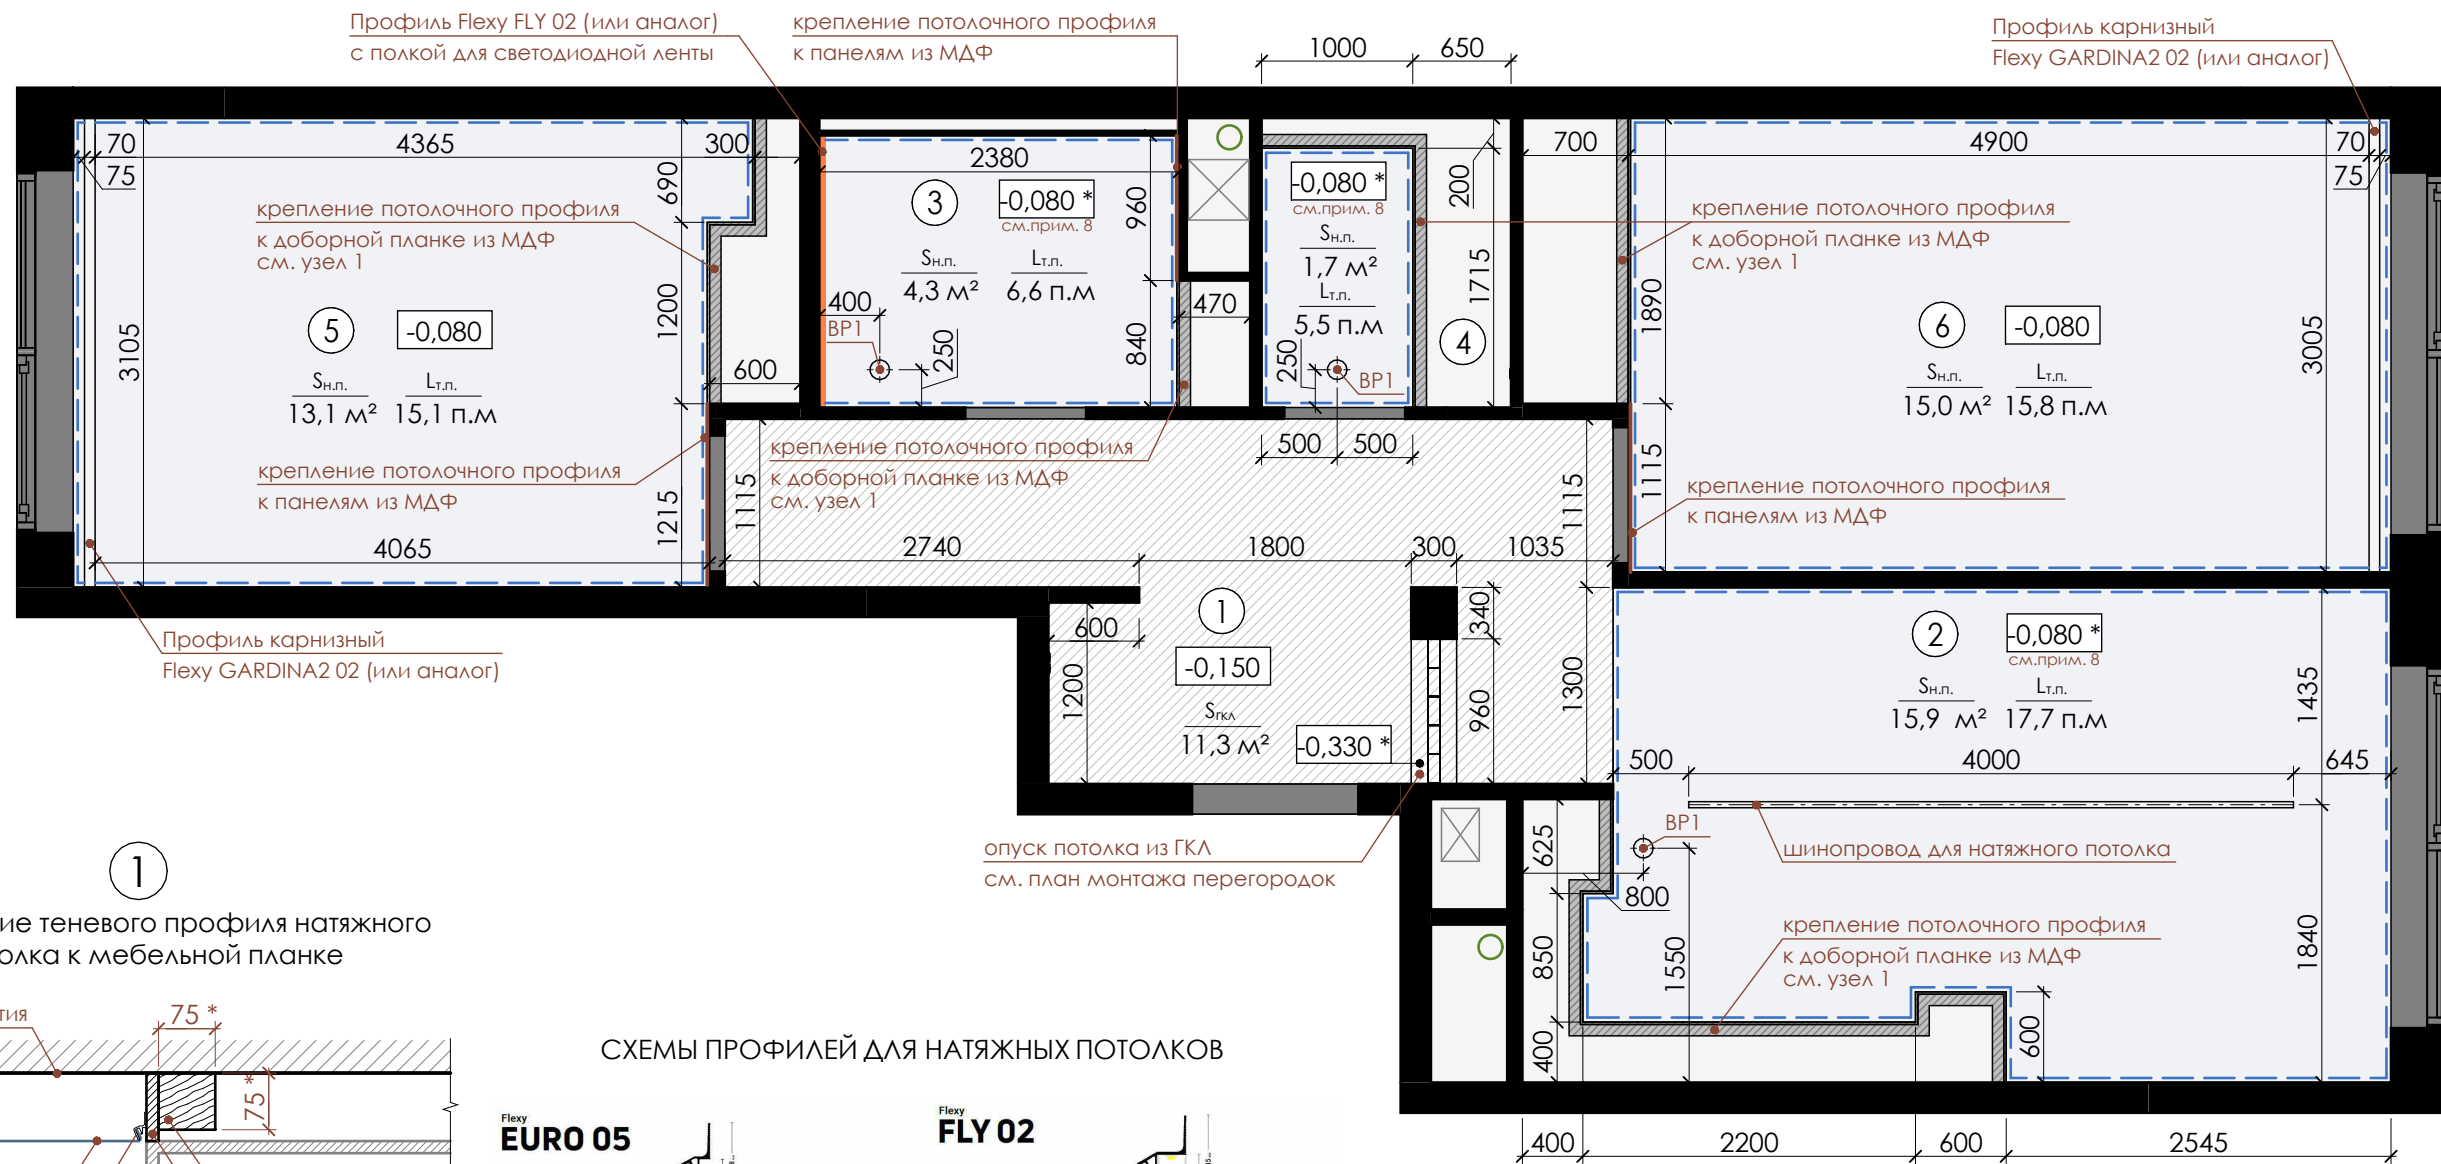 Профиль Flexy FLY 02 (или аналог)
с полкой для светодиодной ленты
крепление потолочного профиля
к панелям из МДФ
1000
650
Профиль карнизный
Flexy GARDINA2 02 (или аналог)
70
4365
300
75
690
2380
700
4900
70
75
крепление потолочного профиля
к доборной планке из МДФ
см. узел 1
3
-0,080 *
см.прим. 8
960
-0,080 *
см.прим. 8
200
крепление потолочного профиля
к доборной планке из МДФ
см. узел 1
Sн.п.
4,3 м²
Lт.п.
6,6 п.м
Sн.п.
1,7 м²
Lт.п.
5,5 п.м
1715
5
-0,080
3105
1200
400
BP1
250
840
470
250
BP1
4
1890
6
-0,080
3005
600
Sн.п.
13,1 м²
Lт.п.
15,1 п.м
Sн.п.
15,0 м²
Lт.п.
15,8 п.м
крепление потолочного профиля
к панелям из МДФ
1215
1115
крепление потолочного профиля
к доборной планке из МДФ
см. узел 1
500
500
1115
1115
крепление потолочного профиля
к панелям из МДФ
4065
2740
1800
300
1035
Профиль карнизный
Flexy GARDINA2 02 (или аналог)
600
1200
1
-0,150
Sгкл
11,3 м²
-0,330 *
340
960
1300
2
-0,080 *
см.прим. 8
Sн.п.
15,9 м²
Lт.п.
17,7 п.м
1435
500
4000
645
опуск потолка из ГКЛ
см. план монтажа перегородок
625
BP1
800
шинопровод для натяжного потолка
850
1550
крепление потолочного профиля
к доборной планке из МДФ
см. узел 1
1840
400
600
400
2200
600
2545
1
ие теневого профиля натяжного
олка к мебельной планке
тия
75 *
75 *
СХЕМЫ ПРОФИЛЕЙ ДЛЯ НАТЯЖНЫХ ПОТОЛКОВ
Flexy
EURO 05
Flexy
FLY 02